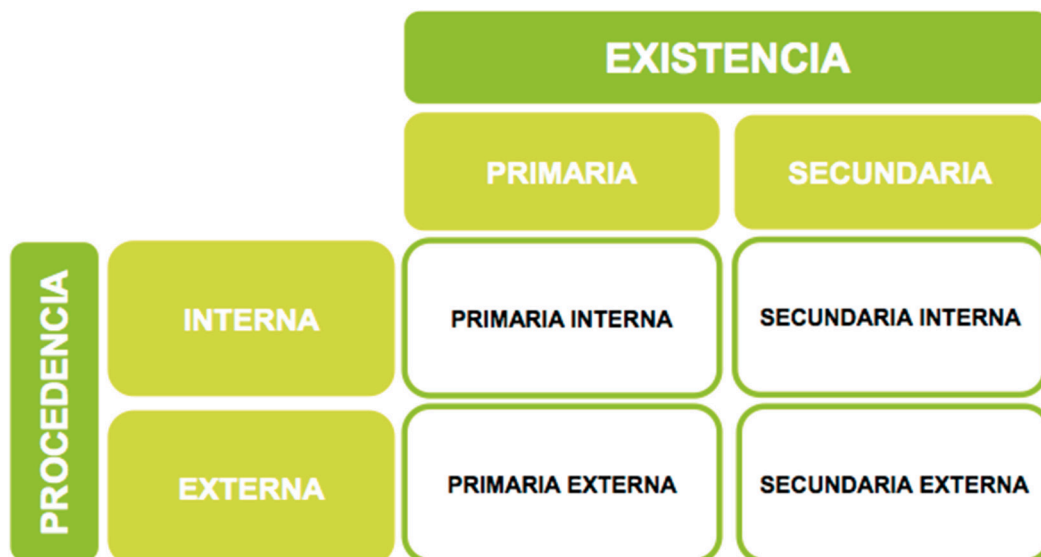 EXISTENCIA
PRIMARIA
SECUNDARIA
PROCEDENCIA
INTERNA
PRIMARIA INTERNA
SECUNDARIA INTERNA
EXTERNA
PRIMARIA EXTERNA
SECUNDARIA EXTERNA